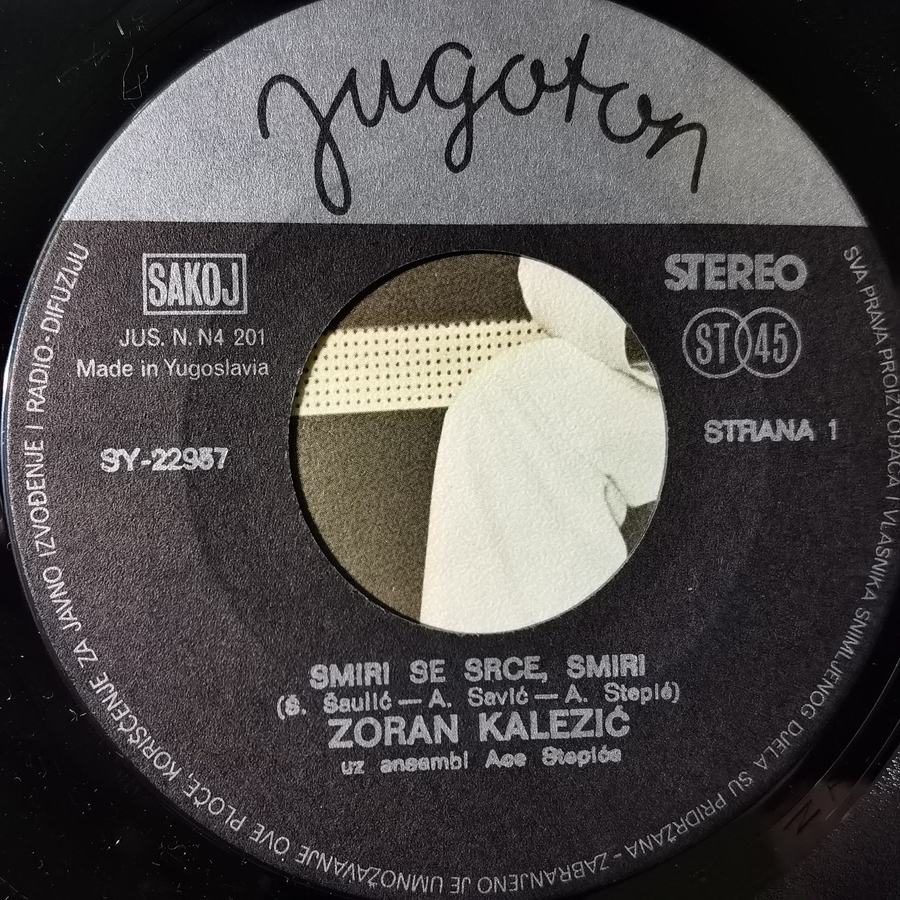 jugoton
SAKOJ
JUS. N. N4 201
Made in Yugoslavia
SY-22957
STEREO
ST 45
STRANA 1
SMIRI SE SRCE, SMIRI
(Š. Šaulić — A. Savić — A. Stepić)
ZORAN KALEZIĆ
uz ansambl Ace Stepića
SVA PRAVA PROIZVOĐAČA I VLASNIKA SNIMLJENOG DJELA SU PRIDRŽANA - ZABRANJENO JE UMNOŽAVANJE OVE PLOČE, KORIŠĆENJE ZA JAVNO IZVOĐENJE I RADIO-DIFUZIJU